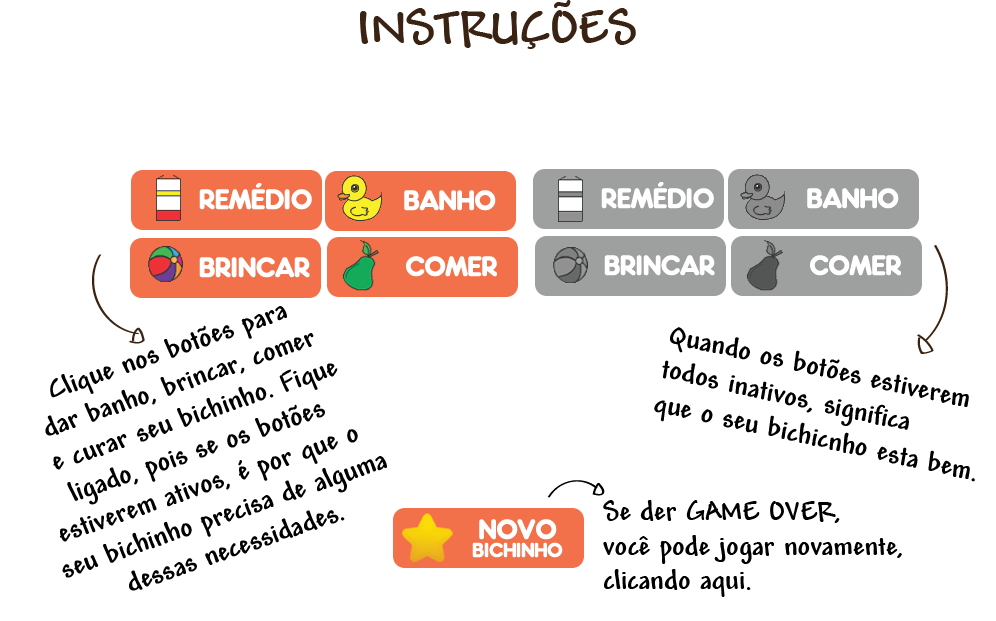 INSTRUÇÕES
REMÉDIO
BANHO
REMÉDIO
BANHO
BRINCAR
COMER
BRINCAR
COMER
Clique nos botões para
dar banho, brincar, comer
e curar seu bichinho. Fique
ligado, pois se os botões
estiverem ativos, é por que o
seu bichinho precisa de alguma
dessas necessidades.
Quando os botões estiverem
todos inativos, significa
que o seu bichicnho esta bem.
NOVO
BICHINHO
Se der GAME OVER,
você pode jogar novamente,
clicando aqui.